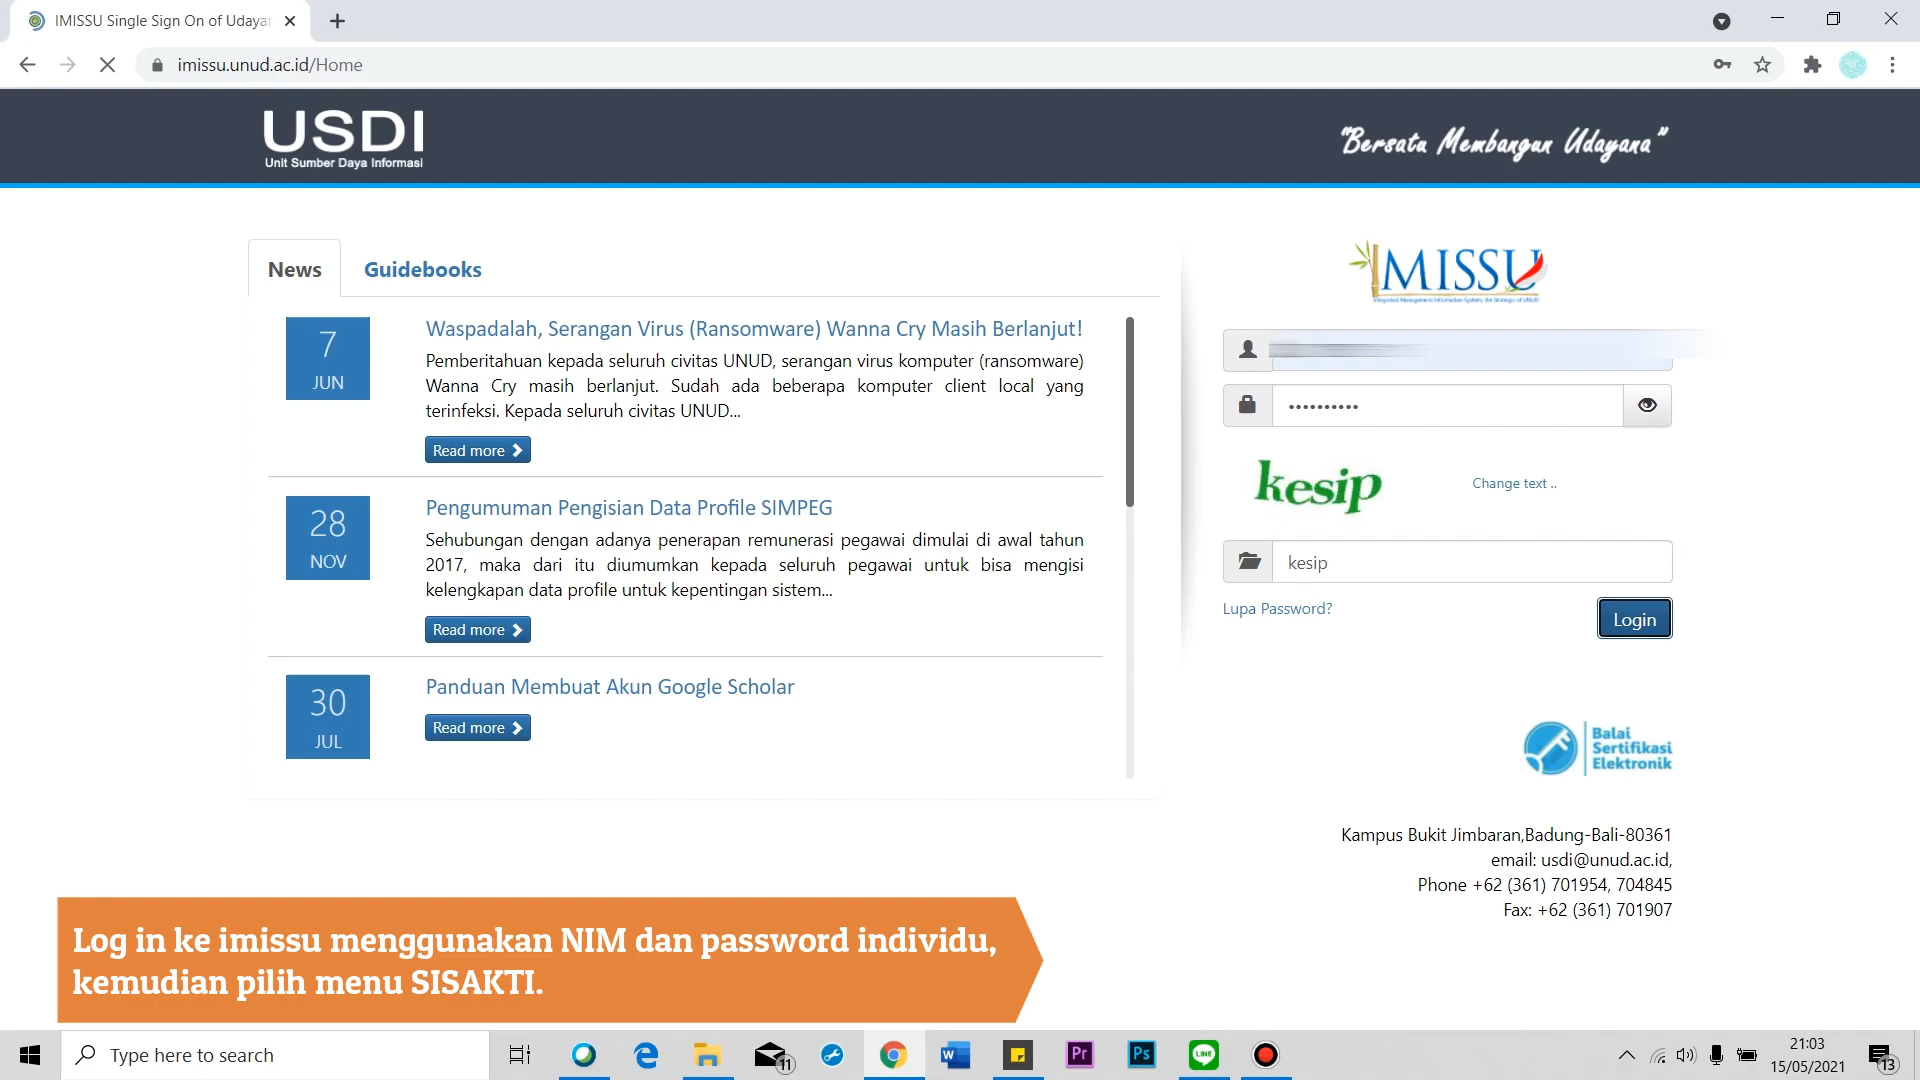 IMISSU Single Sign On of Udayan
imissu.unud.ac.id/Home
USDI
Unit Sumber Daya Informasi
"Bersatu Membangun Udayana"
News
Guidebooks
7
JUN
Waspadalah, Serangan Virus (Ransomware) Wanna Cry Masih Berlanjut!
Pemberitahuan kepada seluruh civitas UNUD, serangan virus komputer (ransomware)
Wanna Cry masih berlanjut. Sudah ada beberapa komputer client local yang
terinfeksi. Kepada seluruh civitas UNUD...
Read more
28
NOV
Pengumuman Pengisian Data Profile SIMPEG
Sehubungan dengan adanya penerapan remunerasi pegawai dimulai di awal tahun
2017, maka dari itu diumumkan kepada seluruh pegawai untuk bisa mengisi
kelengkapan data profile untuk kepentingan sistem...
Read more
30
JUL
Panduan Membuat Akun Google Scholar
Read more
IMISSU
Integrated Management Information System, the Strategic of UNUD
••••••••••
kesip
Change text ..
kesip
Lupa Password?
Login
Balai
Sertifikasi
Elektronik
Kampus Bukit Jimbaran,Badung-Bali-80361
email: usdi@unud.ac.id,
Phone +62 (361) 701954, 704845
Fax: +62 (361) 701907
Log in ke imissu menggunakan NIM dan password individu,
kemudian pilih menu SISAKTI.
Type here to search
11
W
Pr
Ps
LINE
21:03
15/05/2021
13